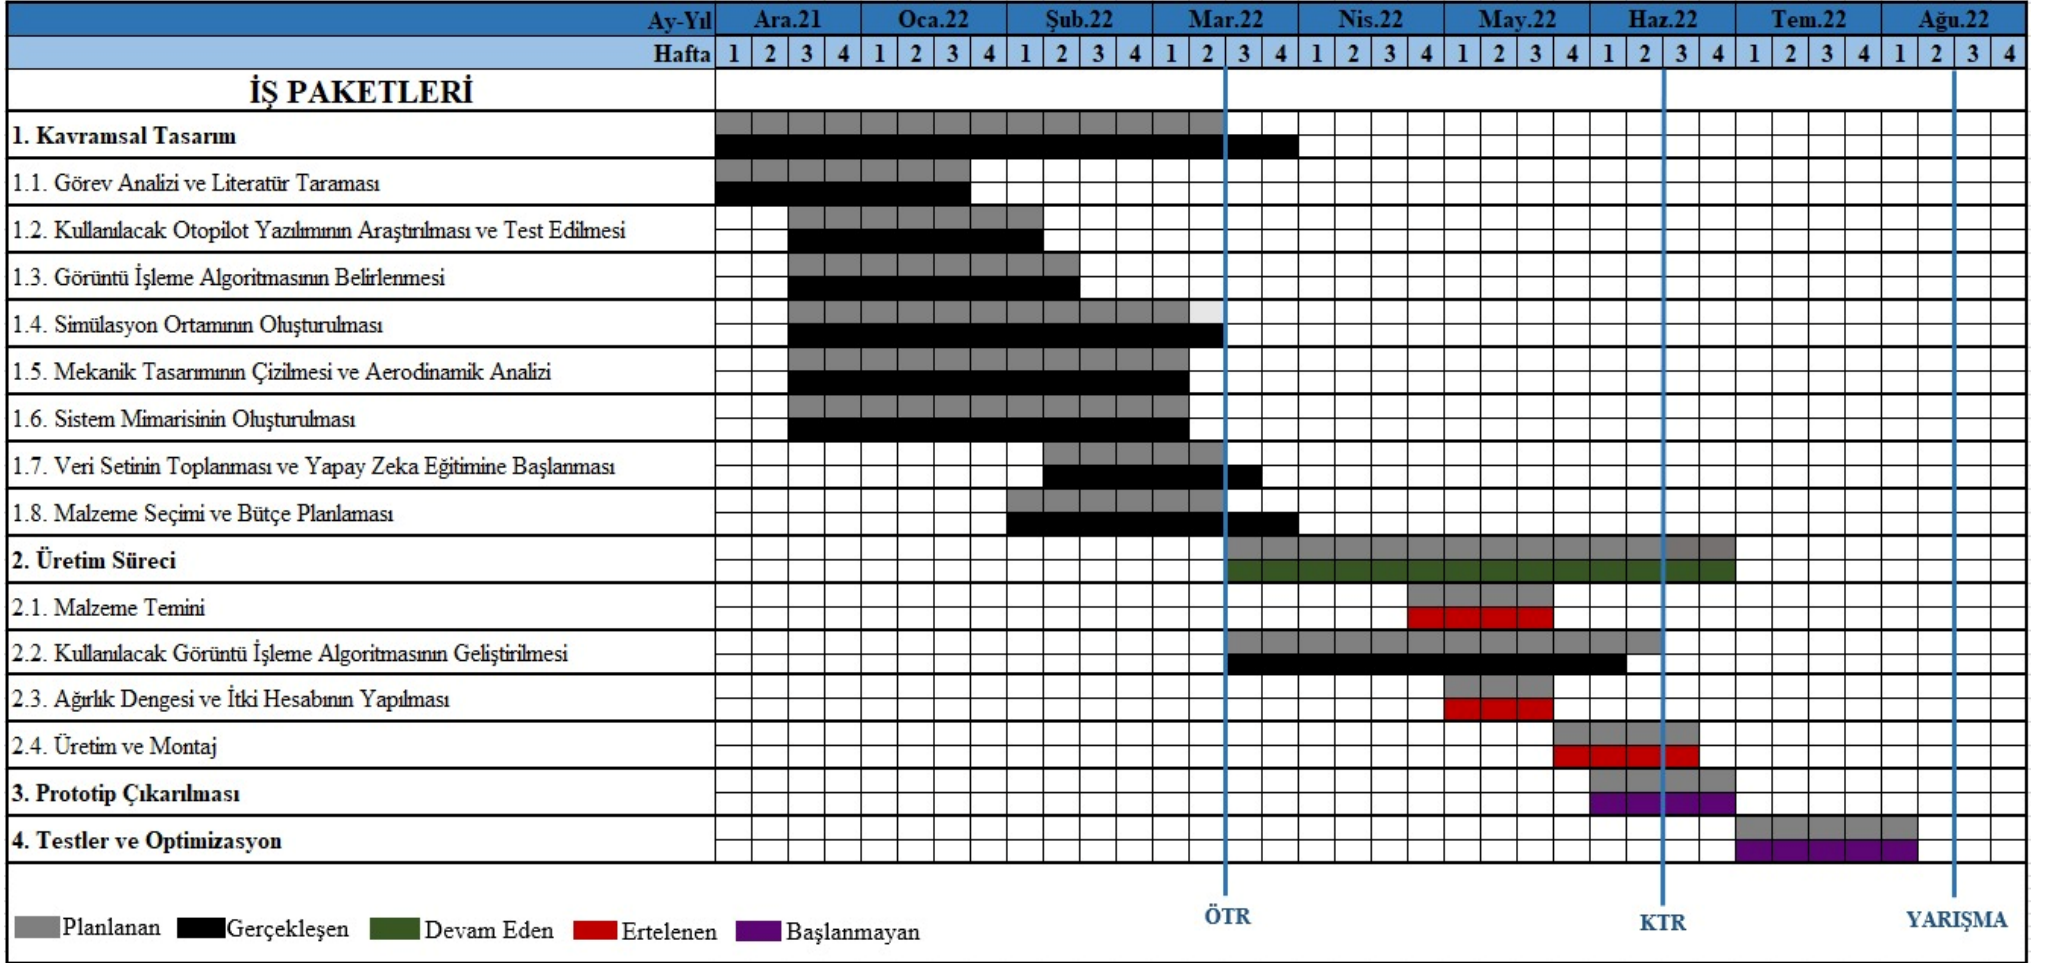 Ay-Yıl Ara.21 Oca.22 Şub.22 Mar.22 Nis.22 May.22 Haz.22 Tem.22 Ağu.22
Hafta 1 2 3 4 1 2 3 4 1 2 3 4 1 2 3 4 1 2 3 4 1 2 3 4 1 2 3 4 1 2 3 4 1 2 3 4
İŞ PAKETLERİ
1. Kavramsal Tasarım
1.1. Görev Analizi ve Literatür Taraması
1.2. Kullanılacak Otopilot Yazılımının Araştırılması ve Test Edilmesi
1.3. Görüntü İşleme Algoritmasının Belirlenmesi
1.4. Simülasyon Ortamının Oluşturulması
1.5. Mekanik Tasarımının Çizilmesi ve Aerodinamik Analizi
1.6. Sistem Mimarisinin Oluşturulması
1.7. Veri Setinin Toplanması ve Yapay Zeka Eğitimine Başlanması
1.8. Malzeme Seçimi ve Bütçe Planlaması
2. Üretim Süreci
2.1. Malzeme Temini
2.2. Kullanılacak Görüntü İşleme Algoritmasının Geliştirilmesi
2.3. Ağırlık Dengesi ve İtki Hesabının Yapılması
2.4. Üretim ve Montaj
3. Prototip Çıkarılması
4. Testler ve Optimizasyon
ÖTR KTR YARIŞMA
Planlanan Gerçekleşen Devam Eden Ertelenen Başlanmayan